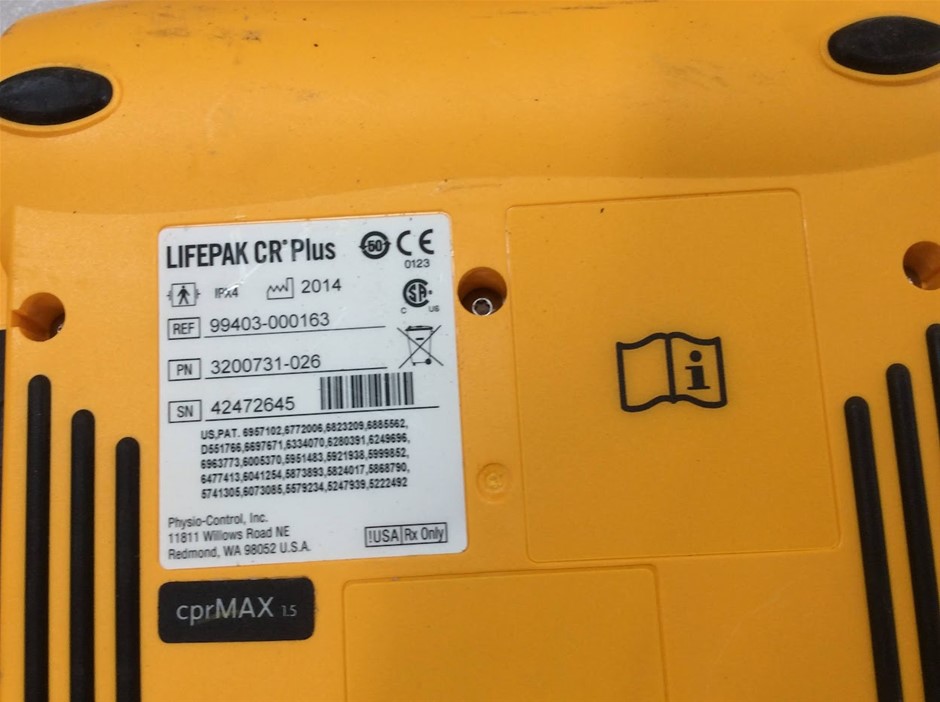 LIFEPAK CR® Plus
50
CE
0123
IPX4
2014
SA
C US
REF 99403-000163
PN 3200731-026
SN 42472645
US,PAT. 6957102,6772006,6823209,6885562,
D551766,6697671,6334070,6280391,6249696,
6963773,6005370,5951483,5921938,5999852,
6477413,6041254,5873893,5824017,5868790,
5741305,6073085,5579234,5247939,5222492
Physio-Control, Inc.
11811 Willows Road NE
Redmond, WA 98052 U.S.A.
!USA Rx Only
cprMAX 1.5
i